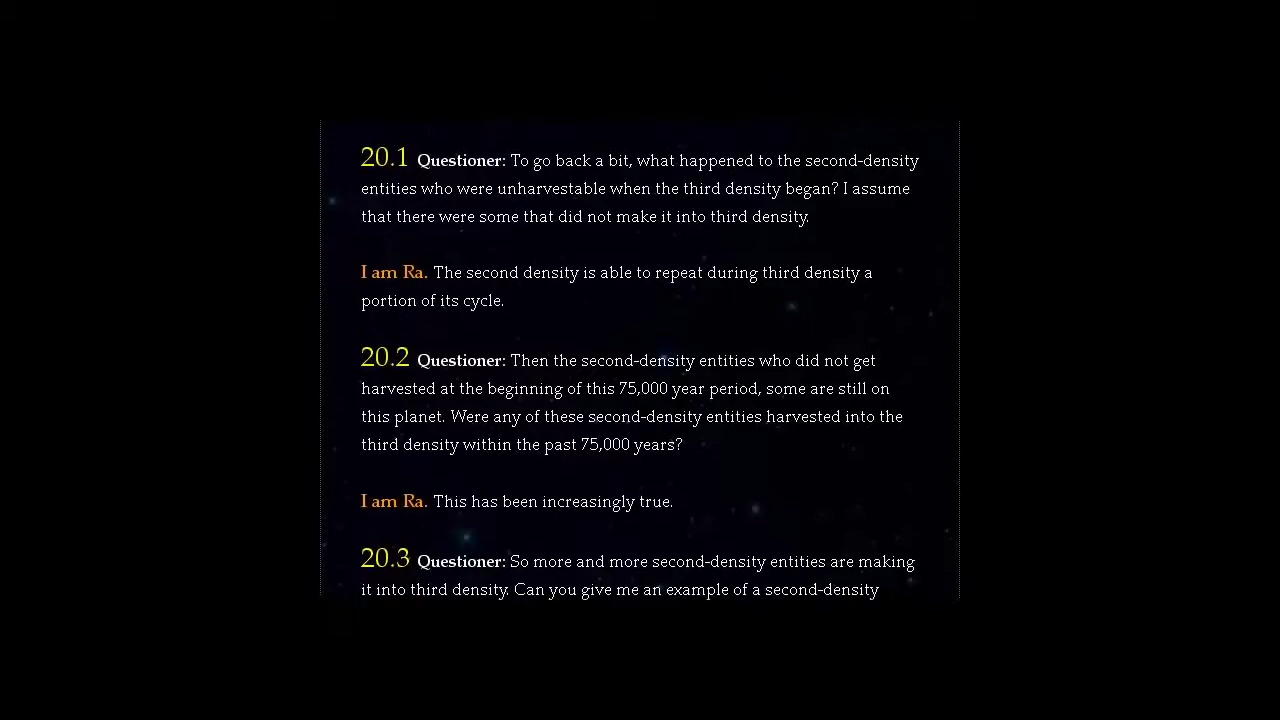 20.1 Questioner: To go back a bit, what happened to the second-density
entities who were unharvestable when the third density began? I assume
that there were some that did not make it into third density.
I am Ra. The second density is able to repeat during third density a
portion of its cycle.
20.2 Questioner: Then the second-density entities who did not get
harvested at the beginning of this 75,000 year period, some are still on
this planet. Were any of these second-density entities harvested into the
third density within the past 75,000 years?
I am Ra. This has been increasingly true.
20.3 Questioner: So more and more second-density entities are making
it into third density. Can you give me an example of a second-density